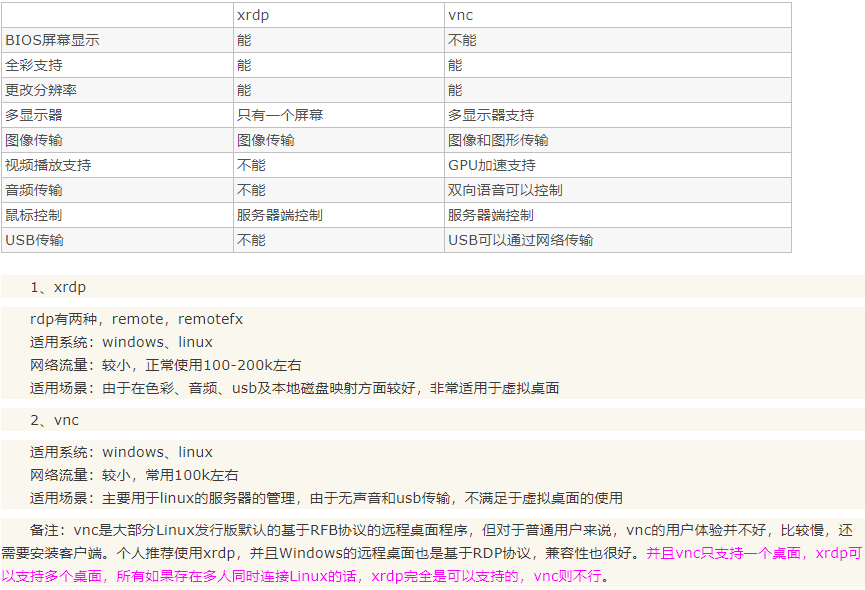 xrdp vnc
BIOS屏幕显示 能 不能
全彩支持 能 能
更改分辨率 能 能
多显示器 只有一个屏幕 多显示器支持
图像传输 图像传输 图像和图形传输
视频播放支持 不能 GPU加速支持
音频传输 不能 双向语音可以控制
鼠标控制 服务器端控制 服务器端控制
USB传输 不能 USB可以通过网络传输
1、xrdp
rdp有两种，remote，remotefx
适用系统：windows、linux
网络流量：较小，正常使用100-200k左右
适用场景：由于在色彩、音频、usb及本地磁盘映射方面较好，非常适用于虚拟桌面
2、vnc
适用系统：windows、linux
网络流量：较小，常用100k左右
适用场景：主要用于linux的服务器的管理，由于无声音和usb传输，不满足于虚拟桌面的使用
备注：vnc是大部分Linux发行版默认的基于RFB协议的远程桌面程序，但对于普通用户来说，vnc的用户体验并不好，比较慢，还
需要安装客户端。个人推荐使用xrdp，并且Windows的远程桌面也是基于RDP协议，兼容性也很好。并且vnc只支持一个桌面，xrdp可
以支持多个桌面，所有如果存在多人同时连接Linux的话，xrdp完全是可以支持的，vnc则不行。